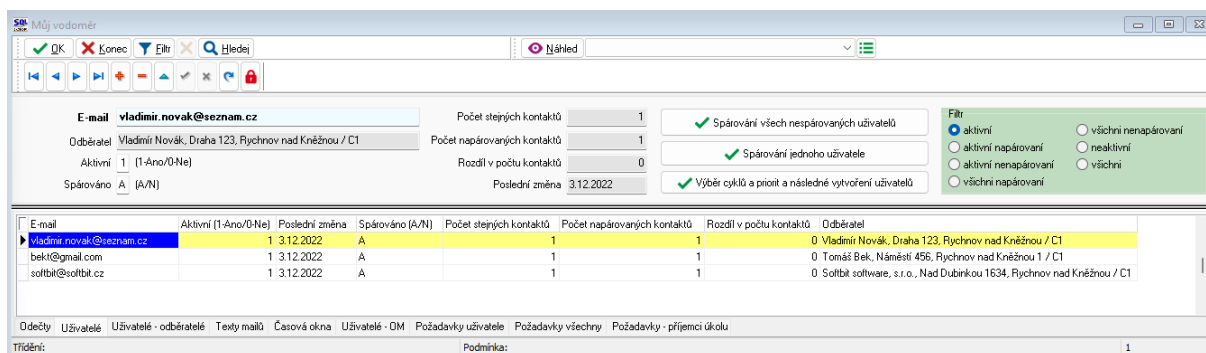 SQL
Můj vodoměr
OK Konec Filtr Hledej Náhled
E-mail vladimir.novak@seznam.cz
Odběratel Vladimír Novák, Draha 123, Rychnov nad Kněžnou / C1
Aktivní 1 (1-Ano/0-Ne)
Spárováno A (A/N)
Počet stejných kontaktů 1
Počet napárovaných kontaktů 1
Rozdíl v počtu kontaktů 0
Poslední změna 3.12.2022
Spárování všech nespárovaných uživatelů
Spárování jednoho uživatele
Výběr cyklů a priorit a následné vytvoření uživatelů
Filtr
aktivní
aktivní napárovaní
aktivní nenapárovaní
všichni napárovaní
všichni nenapárovaní
neaktivní
všichni
E-mail Aktivní (1-Ano/0-Ne) Poslední změna Spárováno (A/N) Počet stejných kontaktů Počet napárovaných kontaktů Rozdíl v počtu kontaktů Odběratel
vladimir.novak@seznam.cz 1 3.12.2022 A 1 1 0 Vladimír Novák, Draha 123, Rychnov nad Kněžnou / C1
bekt@gmail.com 1 3.12.2022 A 1 1 0 Tomáš Bek, Náměstí 456, Rychnov nad Kněžnou 1 / C1
softbit@softbit.cz 1 3.12.2022 A 1 1 0 Softbit software, s.r.o., Nad Dubinkou 1634, Rychnov nad Kněžnou / C1
Odečty Uživatelé Uživatelé - odběratelé Texty mailů Časová okna Uživatelé - OM Požadavky uživatele Požadavky všechny Požadavky - příjemci úkolu
Třídění: Podmínka: 1